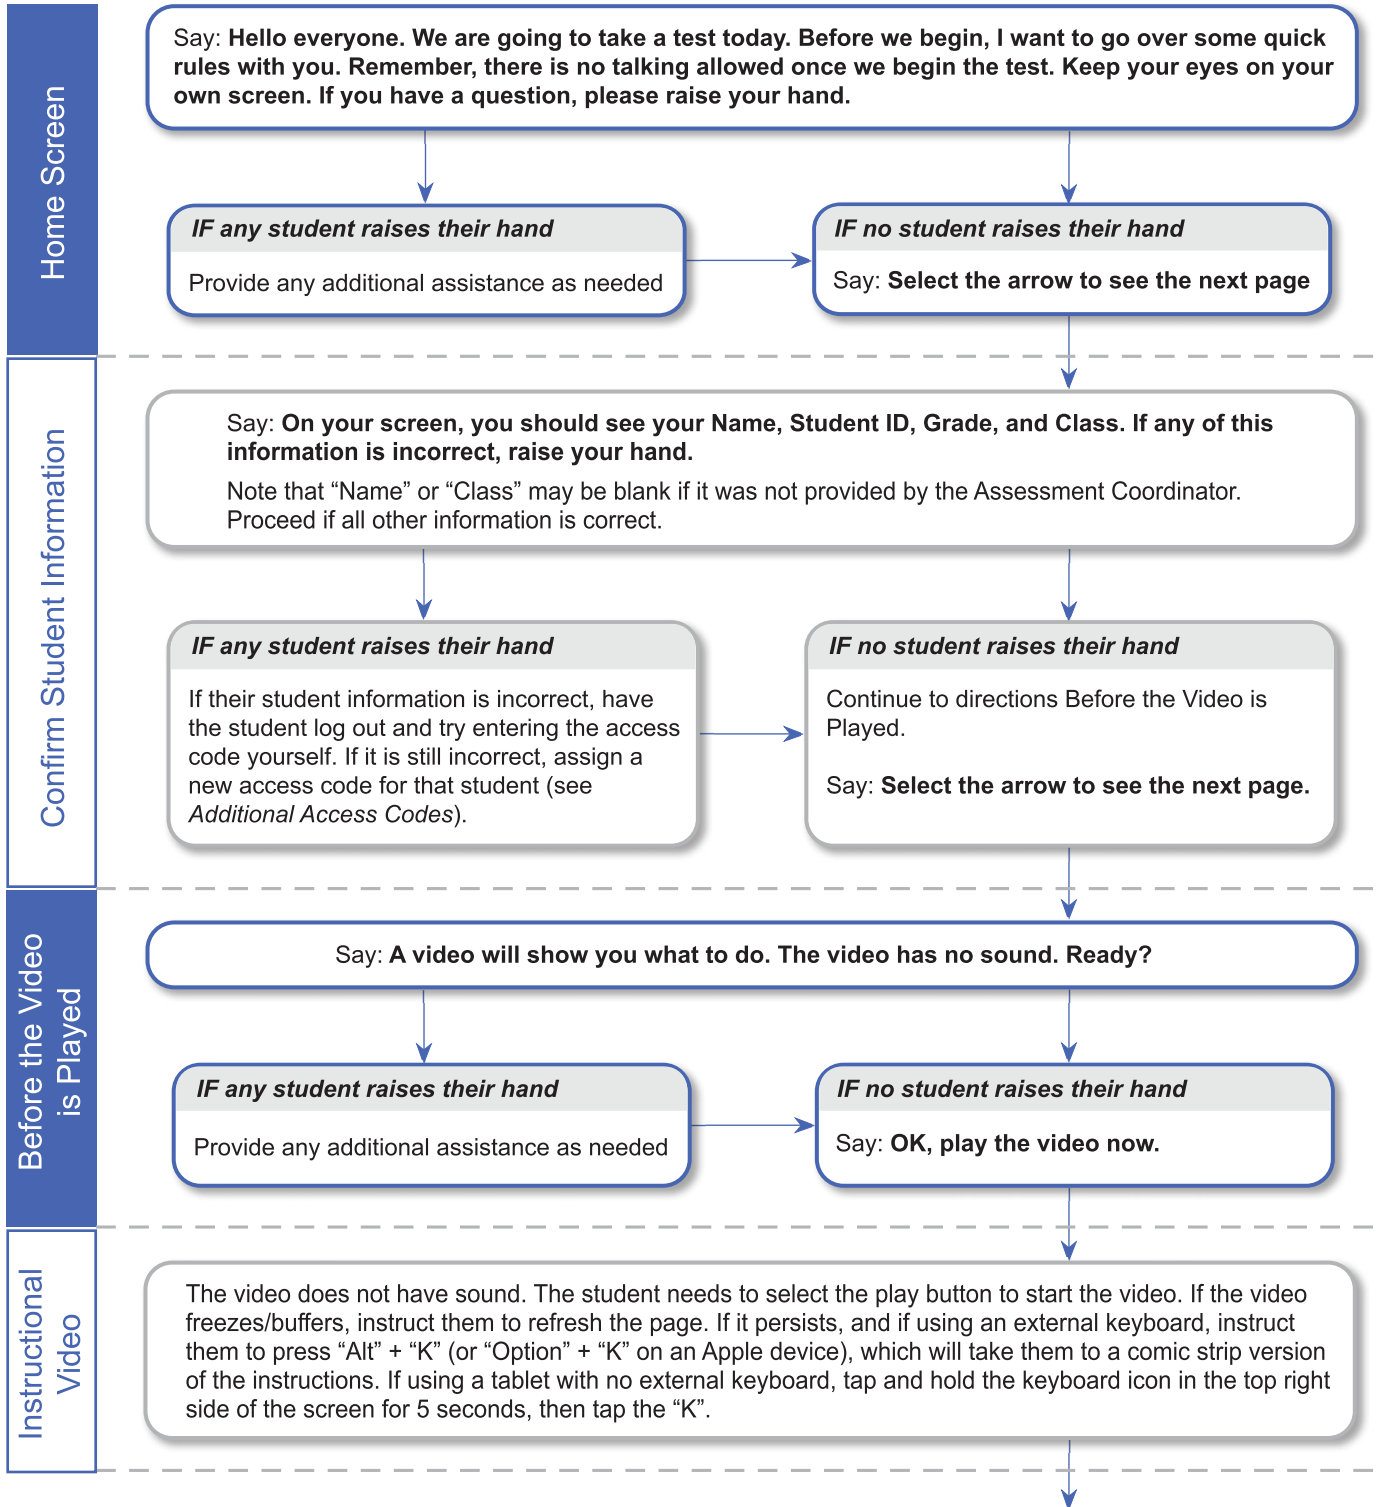 Home Screen
Say: Hello everyone. We are going to take a test today. Before we begin, I want to go over some quick
rules with you. Remember, there is no talking allowed once we begin the test. Keep your eyes on your
own screen. If you have a question, please raise your hand.
IF any student raises their hand
Provide any additional assistance as needed
IF no student raises their hand
Say: Select the arrow to see the next page
Confirm Student Information
Say: On your screen, you should see your Name, Student ID, Grade, and Class. If any of this
information is incorrect, raise your hand.
Note that “Name” or “Class” may be blank if it was not provided by the Assessment Coordinator.
Proceed if all other information is correct.
IF any student raises their hand
If their student information is incorrect, have
the student log out and try entering the access
code yourself. If it is still incorrect, assign a
new access code for that student (see
Additional Access Codes).
IF no student raises their hand
Continue to directions Before the Video is
Played.
Say: Select the arrow to see the next page.
Before the Video
is Played
Say: A video will show you what to do. The video has no sound. Ready?
IF any student raises their hand
Provide any additional assistance as needed
IF no student raises their hand
Say: OK, play the video now.
Instructional
Video
The video does not have sound. The student needs to select the play button to start the video. If the video
freezes/buffers, instruct them to refresh the page. If it persists, and if using an external keyboard, instruct
them to press “Alt” + “K” (or “Option” + “K” on an Apple device), which will take them to a comic strip version
of the instructions. If using a tablet with no external keyboard, tap and hold the keyboard icon in the top right
side of the screen for 5 seconds, then tap the “K”.